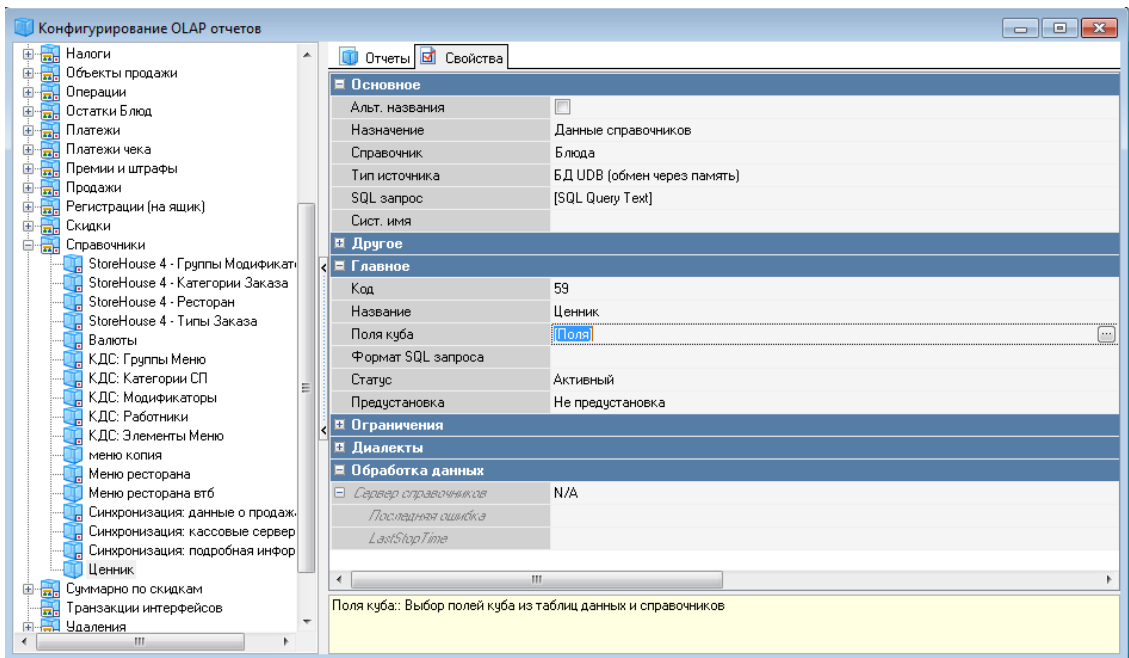 Конфигурирование OLAP отчетов
Налоги
Объекты продажи
Операции
Остатки Блюд
Платежи
Платежи чека
Премии и штрафы
Продажи
Регистрации (на ящик)
Скидки
Справочники
StoreHouse 4 - Группы Модификат
StoreHouse 4 - Категории Заказа
StoreHouse 4 - Ресторан
StoreHouse 4 - Типы Заказа
Валюты
КДС: Группы Меню
КДС: Категории СП
КДС: Модификаторы
КДС: Работники
КДС: Элементы Меню
меню копия
Меню ресторана
Меню ресторана втб
Синхронизация: данные о продаж
Синхронизация: кассовые сервер
Синхронизация: подробная инфор
Ценник
Суммарно по скидкам
Транзакции интерфейсов
Удаления
Отчеты Свойства
Основное
Альт. названия
Назначение Данные справочников
Справочник Блюда
Тип источника БД UDB (обмен через память)
SQL запрос [SQL Query Text]
Сист. имя
Другое
Главное
Код 59
Название Ценник
Поля куба [Поля] ...
Формат SQL запроса
Статус Активный
Предустановка Не предустановка
Ограничения
Диалекты
Обработка данных
Сервер справочников N/A
Последняя ошибка
LastStopTime
Поля куба:: Выбор полей куба из таблиц данных и справочников